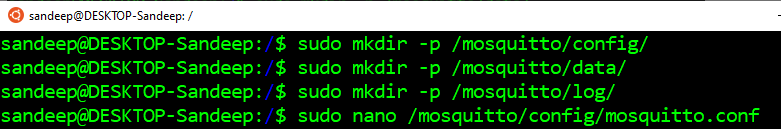 sandeep@DESKTOP-Sandeep: /
sandeep@DESKTOP-Sandeep:/$ sudo mkdir -p /mosquitto/config/
sandeep@DESKTOP-Sandeep:/$ sudo mkdir -p /mosquitto/data/
sandeep@DESKTOP-Sandeep:/$ sudo mkdir -p /mosquitto/log/
sandeep@DESKTOP-Sandeep:/$ sudo nano /mosquitto/config/mosquitto.conf